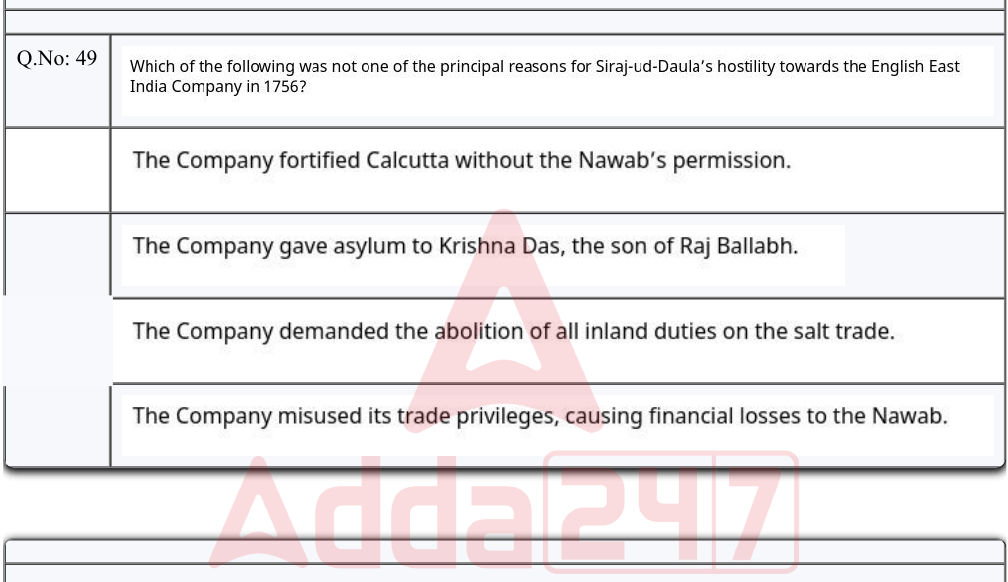 Q.No: 49
Which of the following was not one of the principal reasons for Siraj-ud-Daula’s hostility towards the English East
India Company in 1756?
The Company fortified Calcutta without the Nawab’s permission.
The Company gave asylum to Krishna Das, the son of Raj Ballabh.
The Company demanded the abolition of all inland duties on the salt trade.
The Company misused its trade privileges, causing financial losses to the Nawab.
Adda247